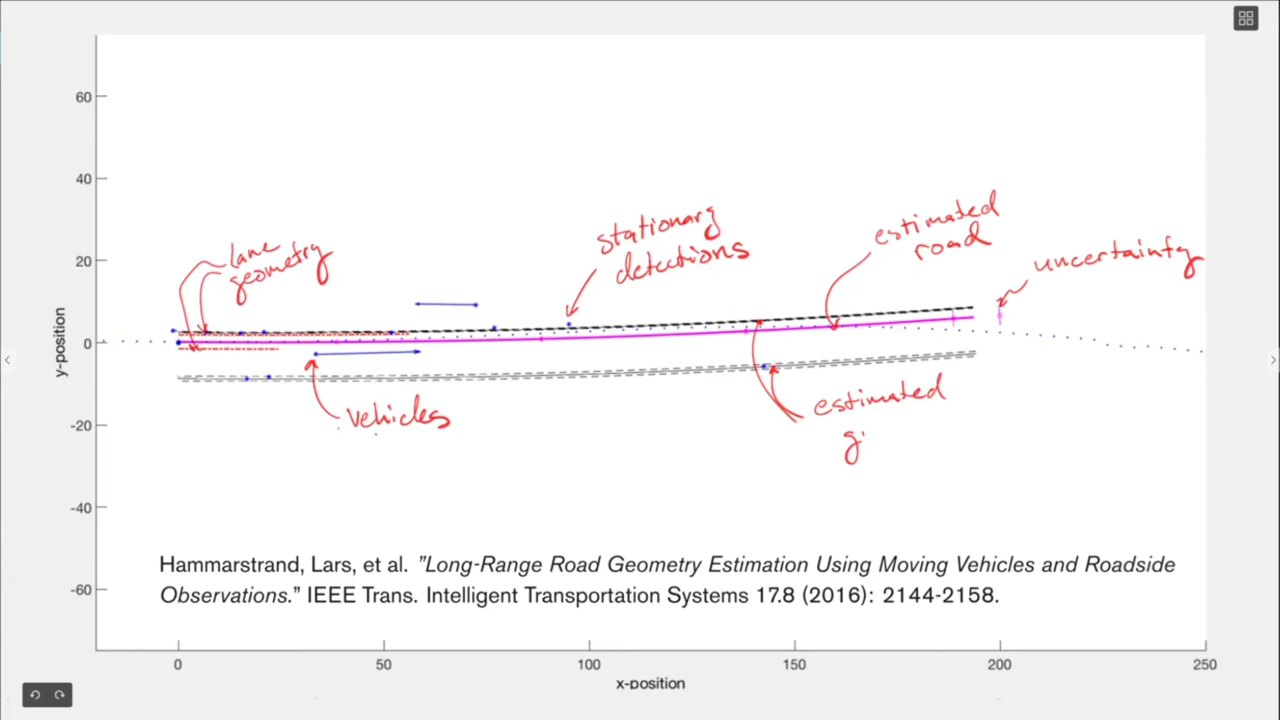 60
40
20
0
-20
-40
-60
y-position
lane
geometry
stationary
detections
estimated
road
uncertainty
vehicles
estimated
g
Hammarstrand, Lars, et al. "Long-Range Road Geometry Estimation Using Moving Vehicles and Roadside
Observations." IEEE Trans. Intelligent Transportation Systems 17.8 (2016): 2144-2158.
0 50 100 150 200 250
x-position